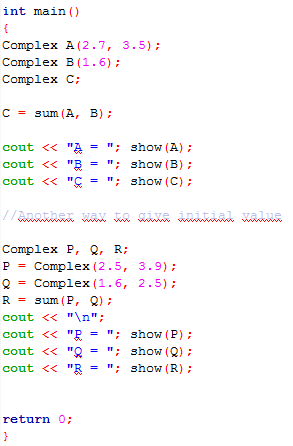 int main()
{
Complex A(2.7, 3.5);
Complex B(1.6);
Complex C;
C = sum(A, B);
cout << "A = "; show(A);
cout << "B = "; show(B);
cout << "C = "; show(C);
//Another way to give initial value
Complex P, Q, R;
P = Complex(2.5, 3.9);
Q = Complex(1.6, 2.5);
R = sum(P, Q);
cout << "\n";
cout << "P = "; show(P);
cout << "Q = "; show(Q);
cout << "R = "; show(R);
return 0;
}